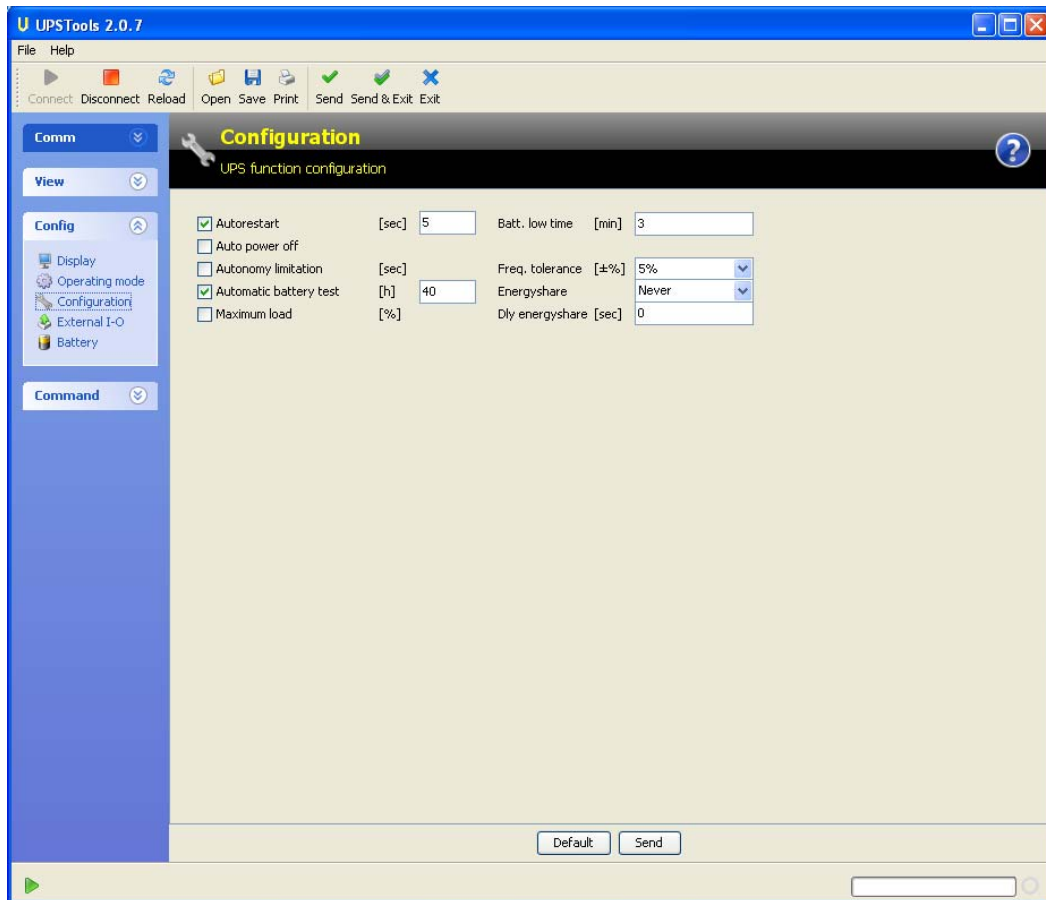 U UPSTools 2.0.7
File Help
Connect Disconnect Reload Open Save Print Send Send & Exit Exit
Comm
View
Config
Display
Operating mode
Configuration
External I-O
Battery
Command
Configuration
UPS function configuration
?
Autorestart [sec] 5 Batt. low time [min] 3
Auto power off
Autonomy limitation [sec] Freq. tolerance [±%] 5%
Automatic battery test [h] 40 Energyshare Never
Maximum load [%] Dly energyshare [sec] 0
Default Send